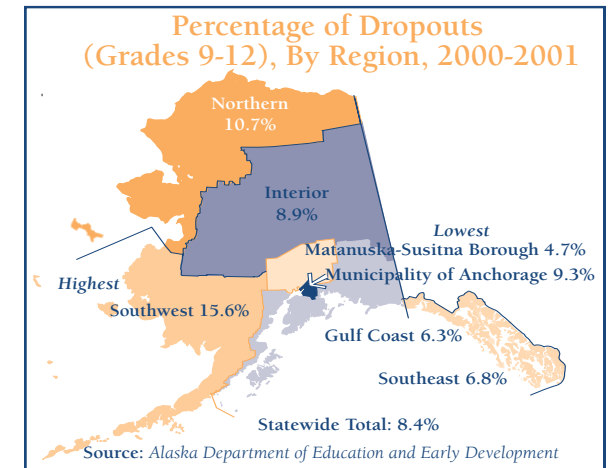 Percentage of Dropouts
(Grades 9-12), By Region, 2000-2001
Northern
10.7%
Interior
8.9%
Lowest
Matanuska-Susitna Borough 4.7%
Municipality of Anchorage 9.3%
Highest
Southwest 15.6%
Gulf Coast 6.3%
Southeast 6.8%
Statewide Total: 8.4%
Source: Alaska Department of Education and Early Development